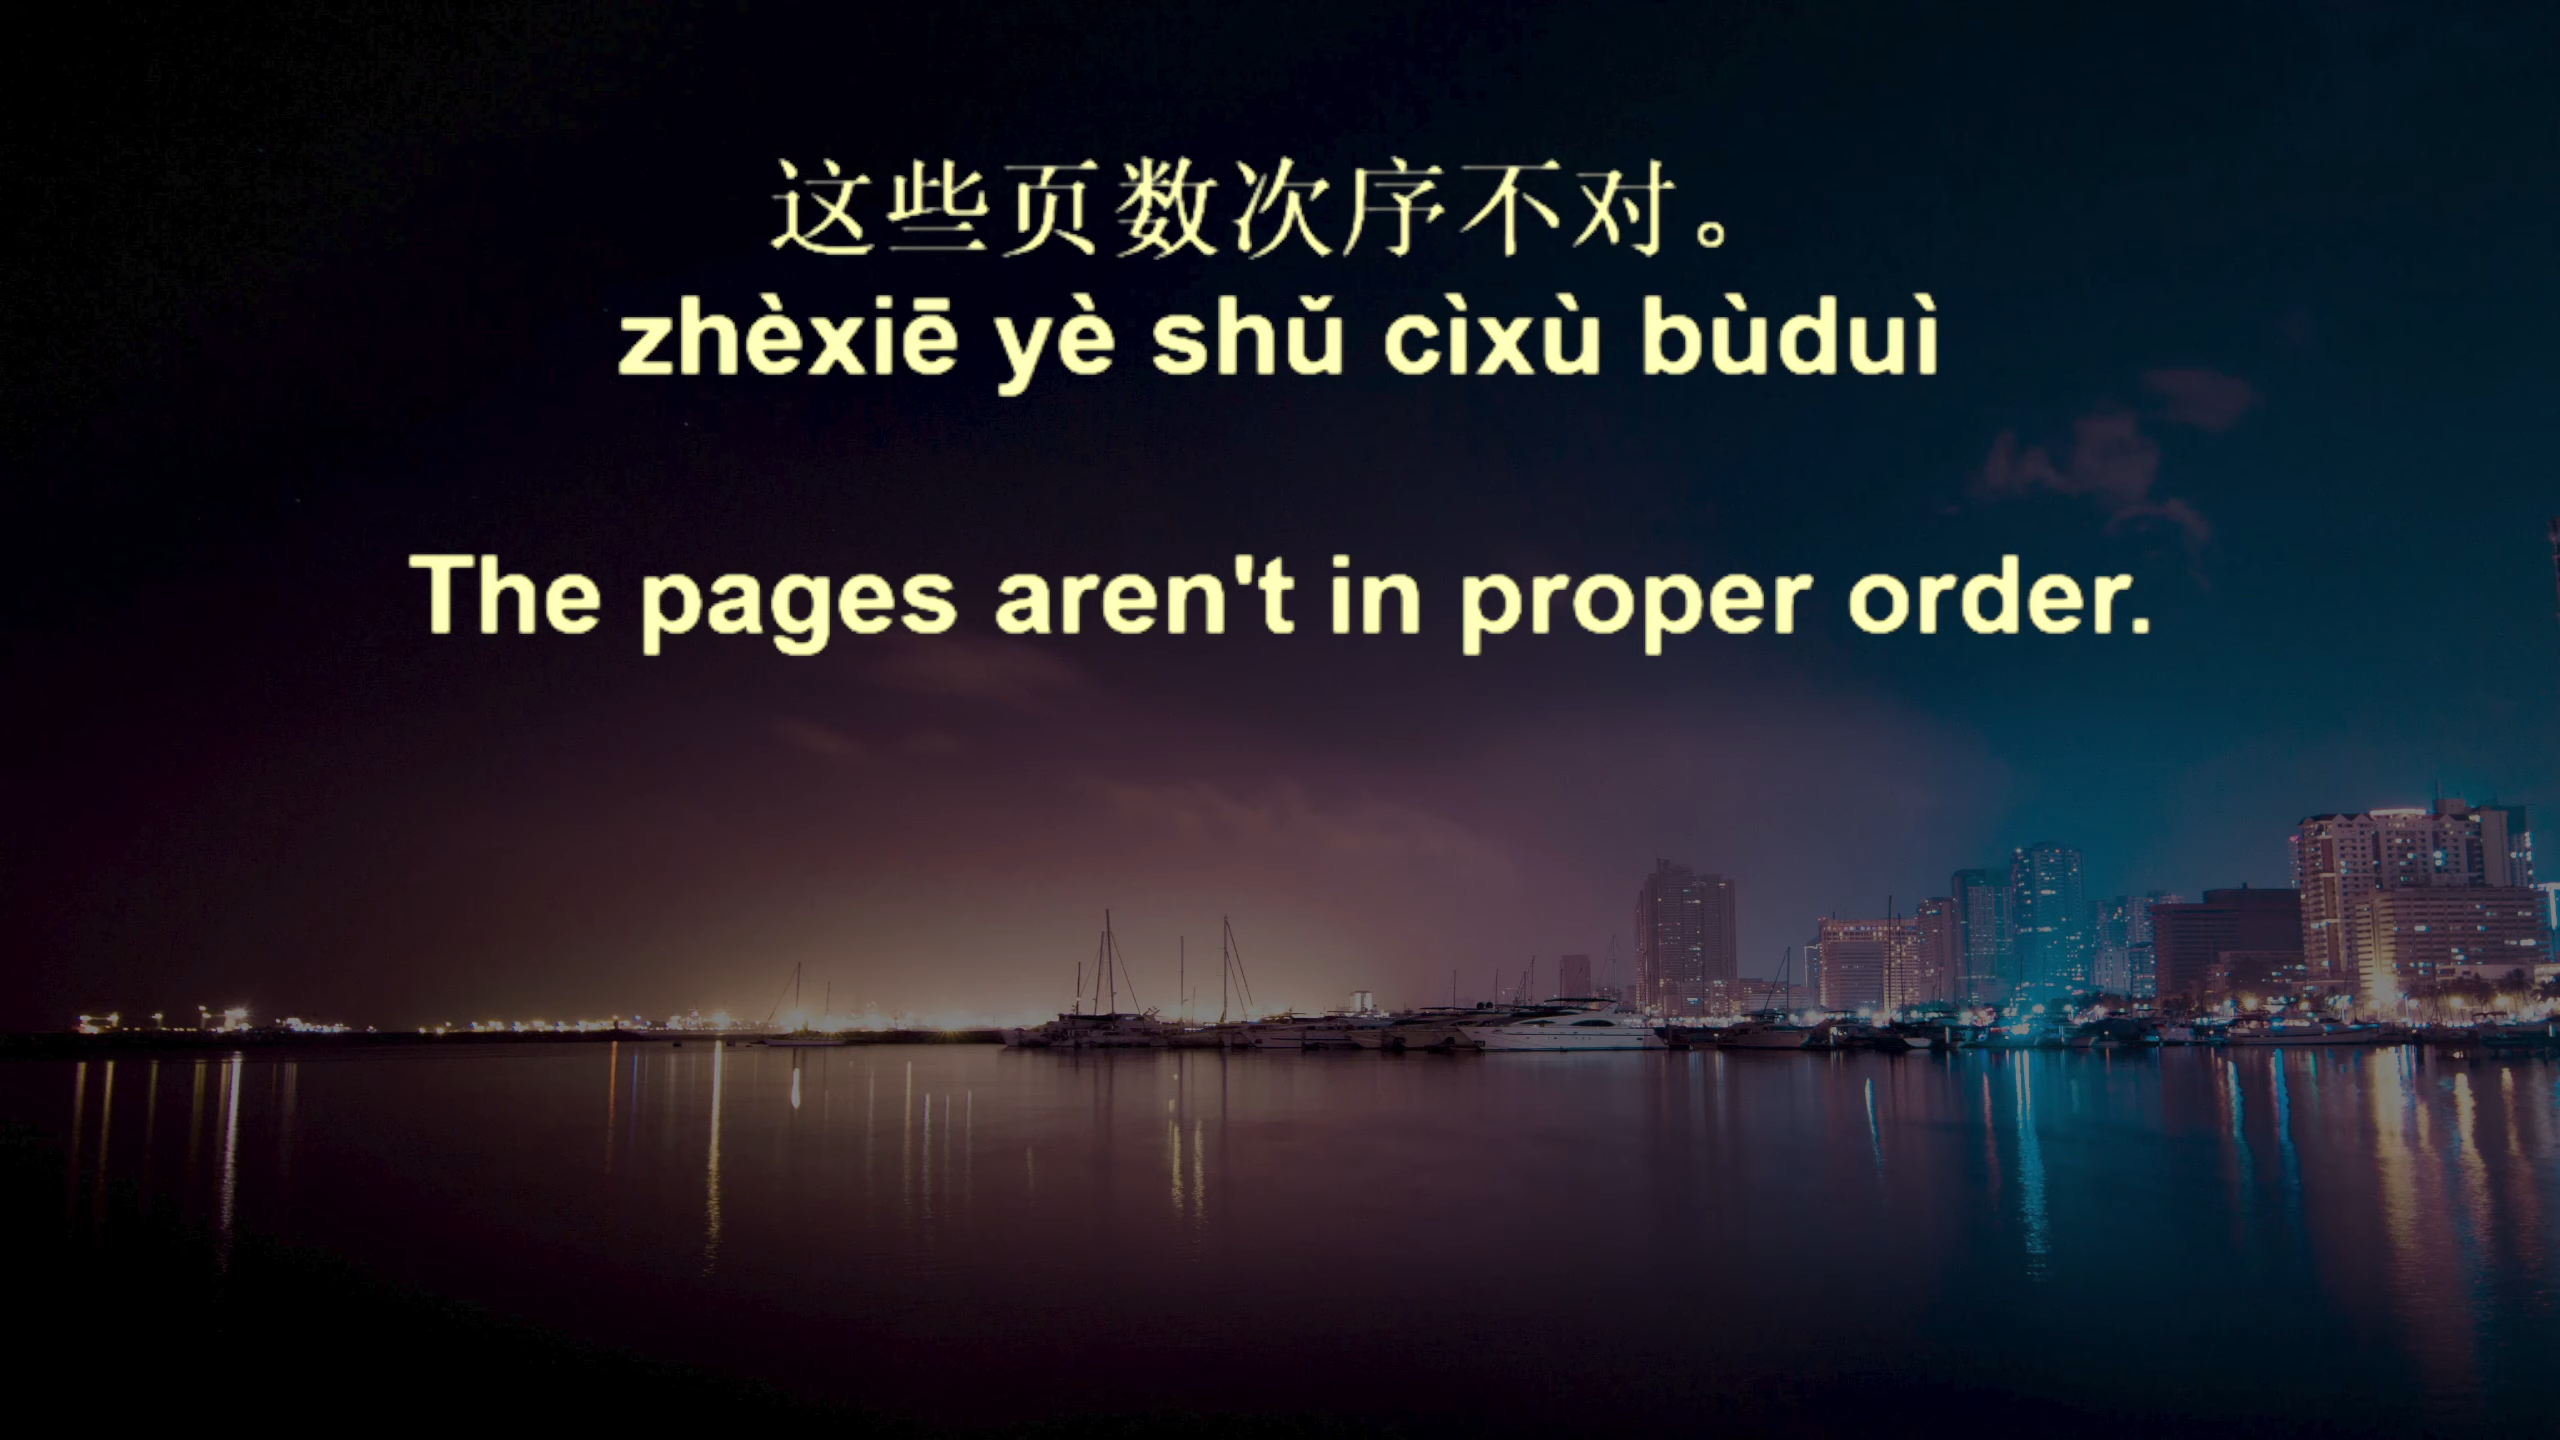 这些页数次序不对。
zhèxiē yè shǔ cìxù bùduì
The pages aren't in proper order.